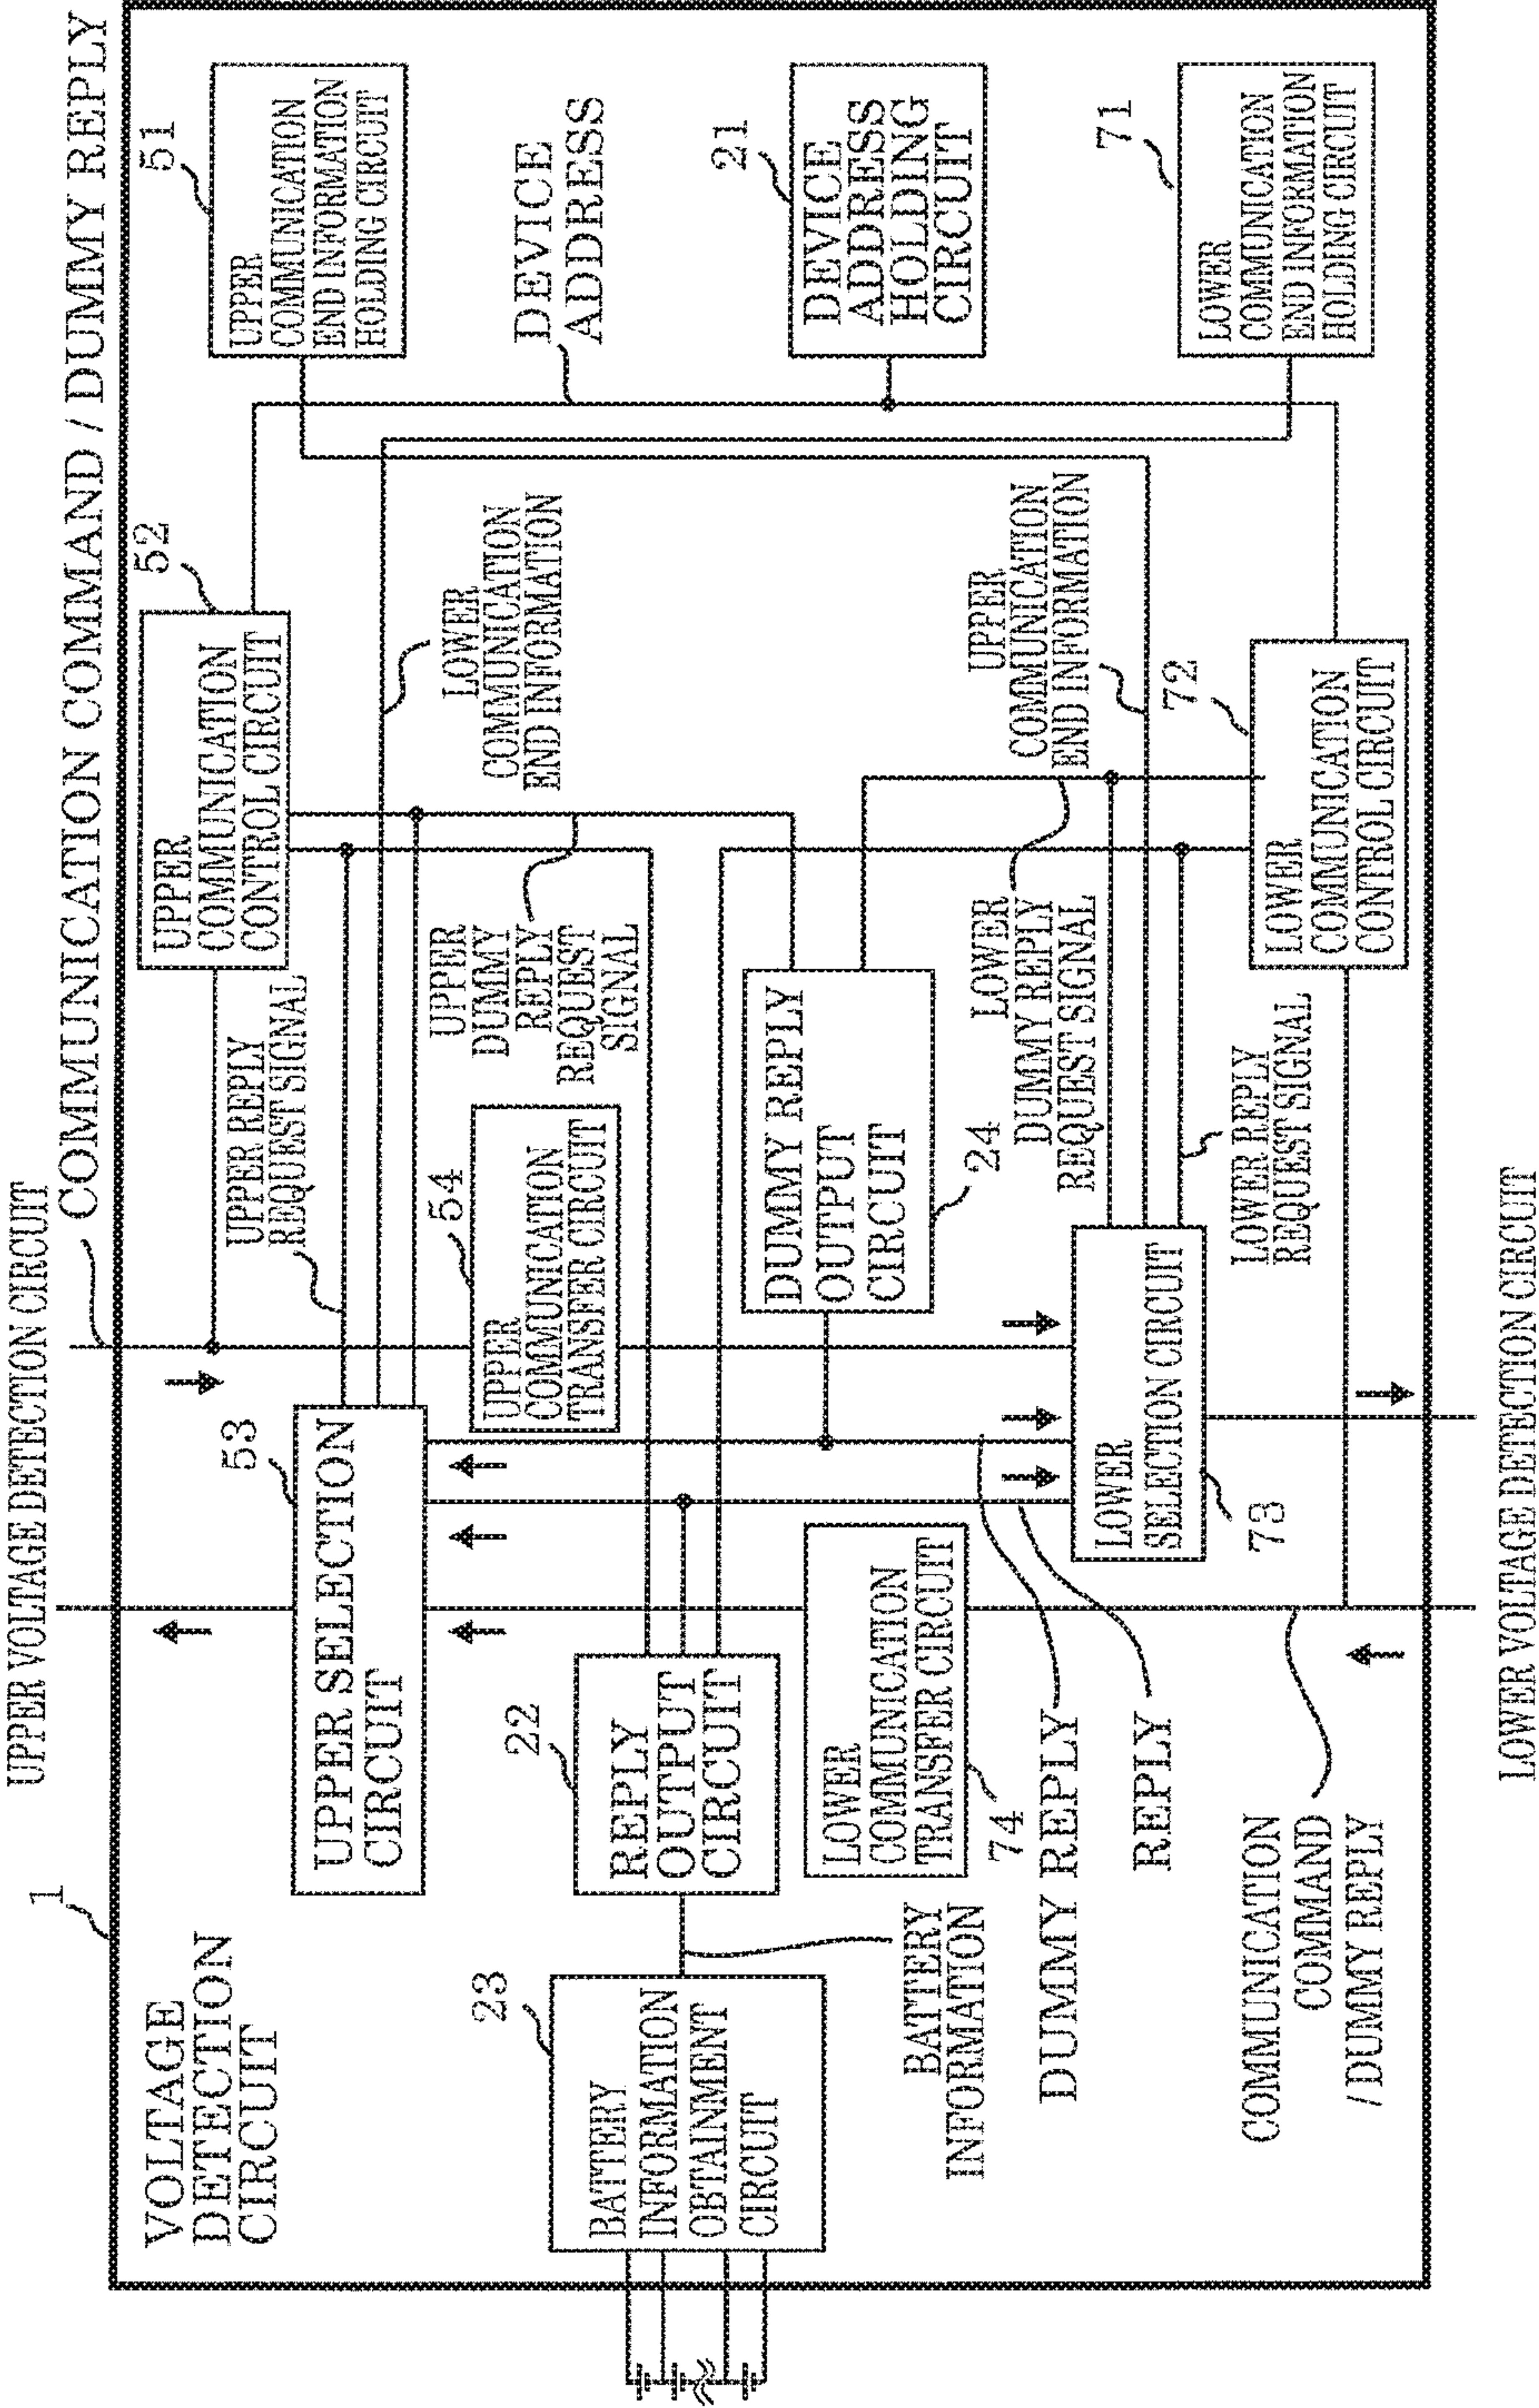 UPPER VOLTAGE DETECTION CIRCUIT
COMMUNICATION COMMAND / DUMMY REPLY
1
VOLTAGE
DETECTION
CIRCUIT
53
UPPER SELECTION
CIRCUIT
UPPER REPLY
REQUEST SIGNAL
52
UPPER
COMMUNICATION
CONTROL CIRCUIT
51
UPPER
COMMUNICATION
END INFORMATION
HOLDING CIRCUIT
54
UPPER
COMMUNICATION
TRANSFER CIRCUIT
UPPER
DUMMY
REPLY
REQUEST
SIGNAL
LOWER
COMMUNICATION
END INFORMATION
DEVICE
ADDRESS
23
BATTERY
INFORMATION
OBTAINMENT
CIRCUIT
22
REPLY
OUTPUT
CIRCUIT
DUMMY REPLY
OUTPUT
CIRCUIT
24
21
DEVICE
ADDRESS
HOLDING
CIRCUIT
LOWER
COMMUNICATION
TRANSFER CIRCUIT
74
BATTERY
INFORMATION
DUMMY REPLY
REPLY
LOWER
DUMMY REPLY
REQUEST SIGNAL
UPPER
COMMUNICATION
END INFORMATION
LOWER
SELECTION CIRCUIT
73
LOWER REPLY
REQUEST SIGNAL
72
LOWER
COMMUNICATION
CONTROL CIRCUIT
71
LOWER
COMMUNICATION
END INFORMATION
HOLDING CIRCUIT
COMMUNICATION
COMMAND
/ DUMMY REPLY
LOWER VOLTAGE DETECTION CIRCUIT